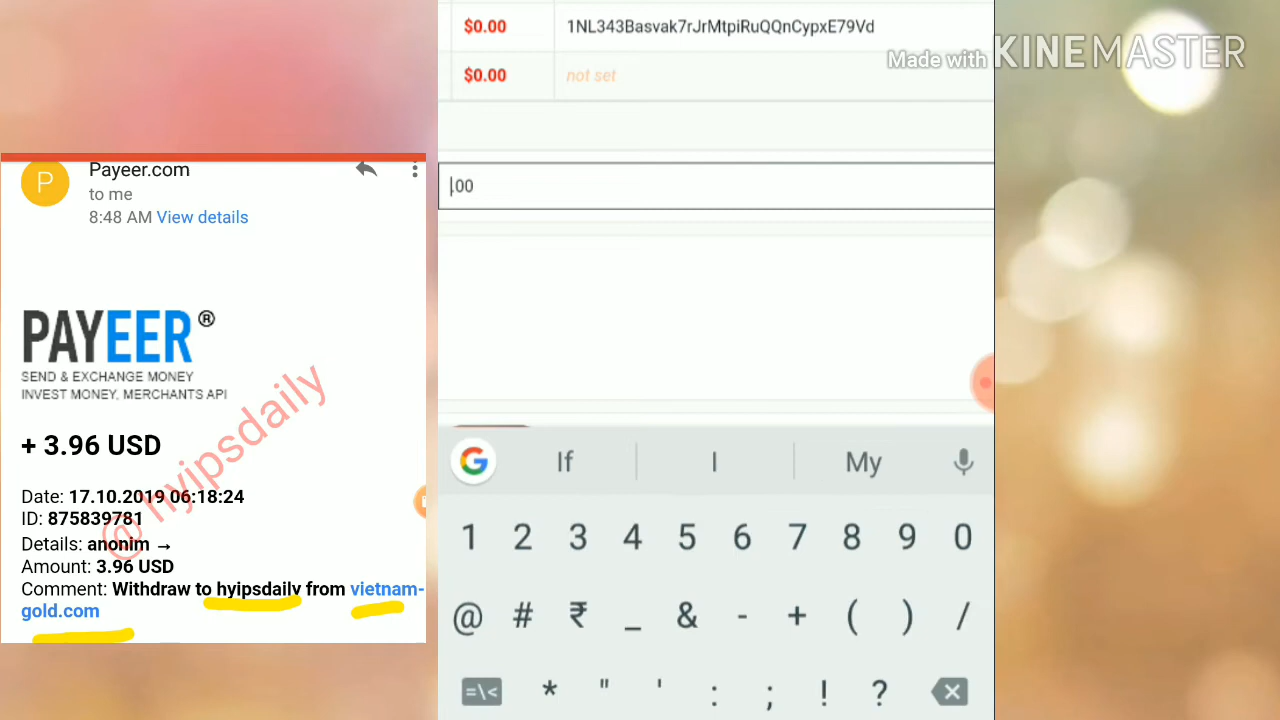 P
Payeer.com
to me
8:48 AM View details
PAYEER®
SEND & EXCHANGE MONEY
INVEST MONEY, MERCHANTS API
+ 3.96 USD
Date: 17.10.2019 06:18:24
ID: 875839781
Details: anonim →
Amount: 3.96 USD
Comment: Withdraw to hyipsdaily from vietnam-
gold.com
@ hyipsdaily
$0.00 1NL343Basvak7rJrMtpiRuQQnCypxE79Vd
$0.00 not set
.00
G If I My
1 2 3 4 5 6 7 8 9 0
@ # ₹ _ & - + ( ) /
=\< * " ' : ; ! ?
Made with KINEMASTER